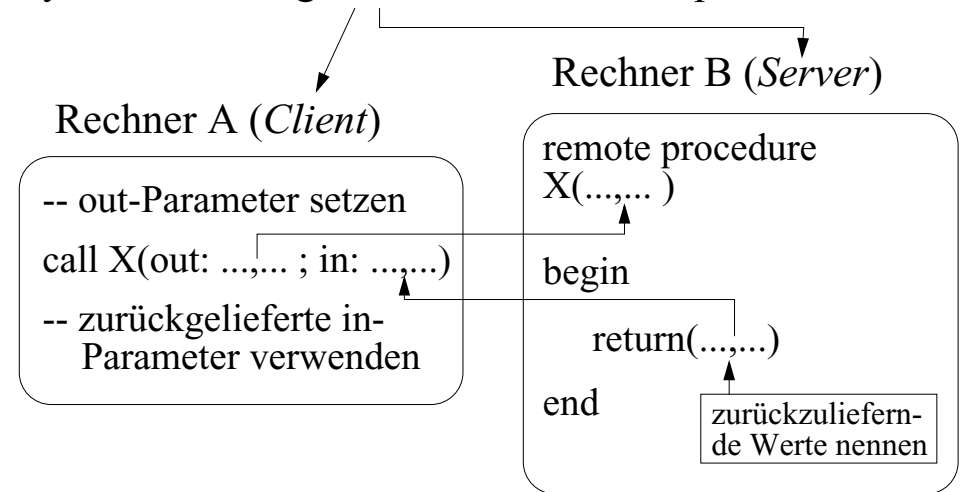 Rechner B (Server)
Rechner A (Client)
-- out-Parameter setzen
call X(out: ...,... ; in: ...,...)
-- zurückgelieferte in-
Parameter verwenden
remote procedure
X(...,... )
begin
return(...,...)
end
zurückzuliefern-
de Werte nennen